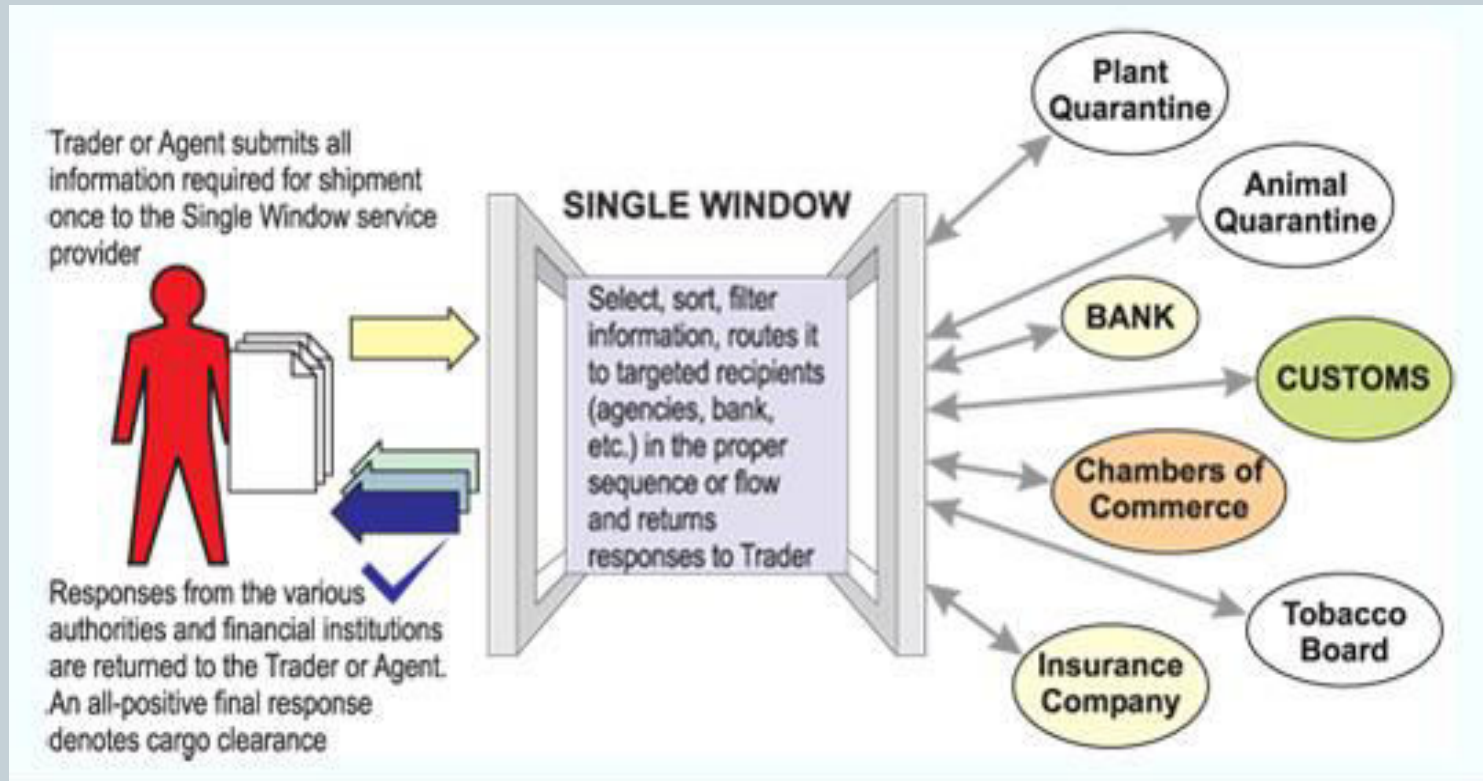 Trader or Agent submits all
information required for shipment
once to the Single Window service
provider
Responses from the various
authorities and financial institutions
are returned to the Trader or Agent.
An all-positive final response
denotes cargo clearance
SINGLE WINDOW
Select, sort, filter
information, routes it
to targeted recipients
(agencies, bank,
etc.) in the proper
sequence or flow
and returns
responses to Trader
Plant
Quarantine
Animal
Quarantine
BANK
CUSTOMS
Chambers of
Commerce
Tobacco
Board
Insurance
Company